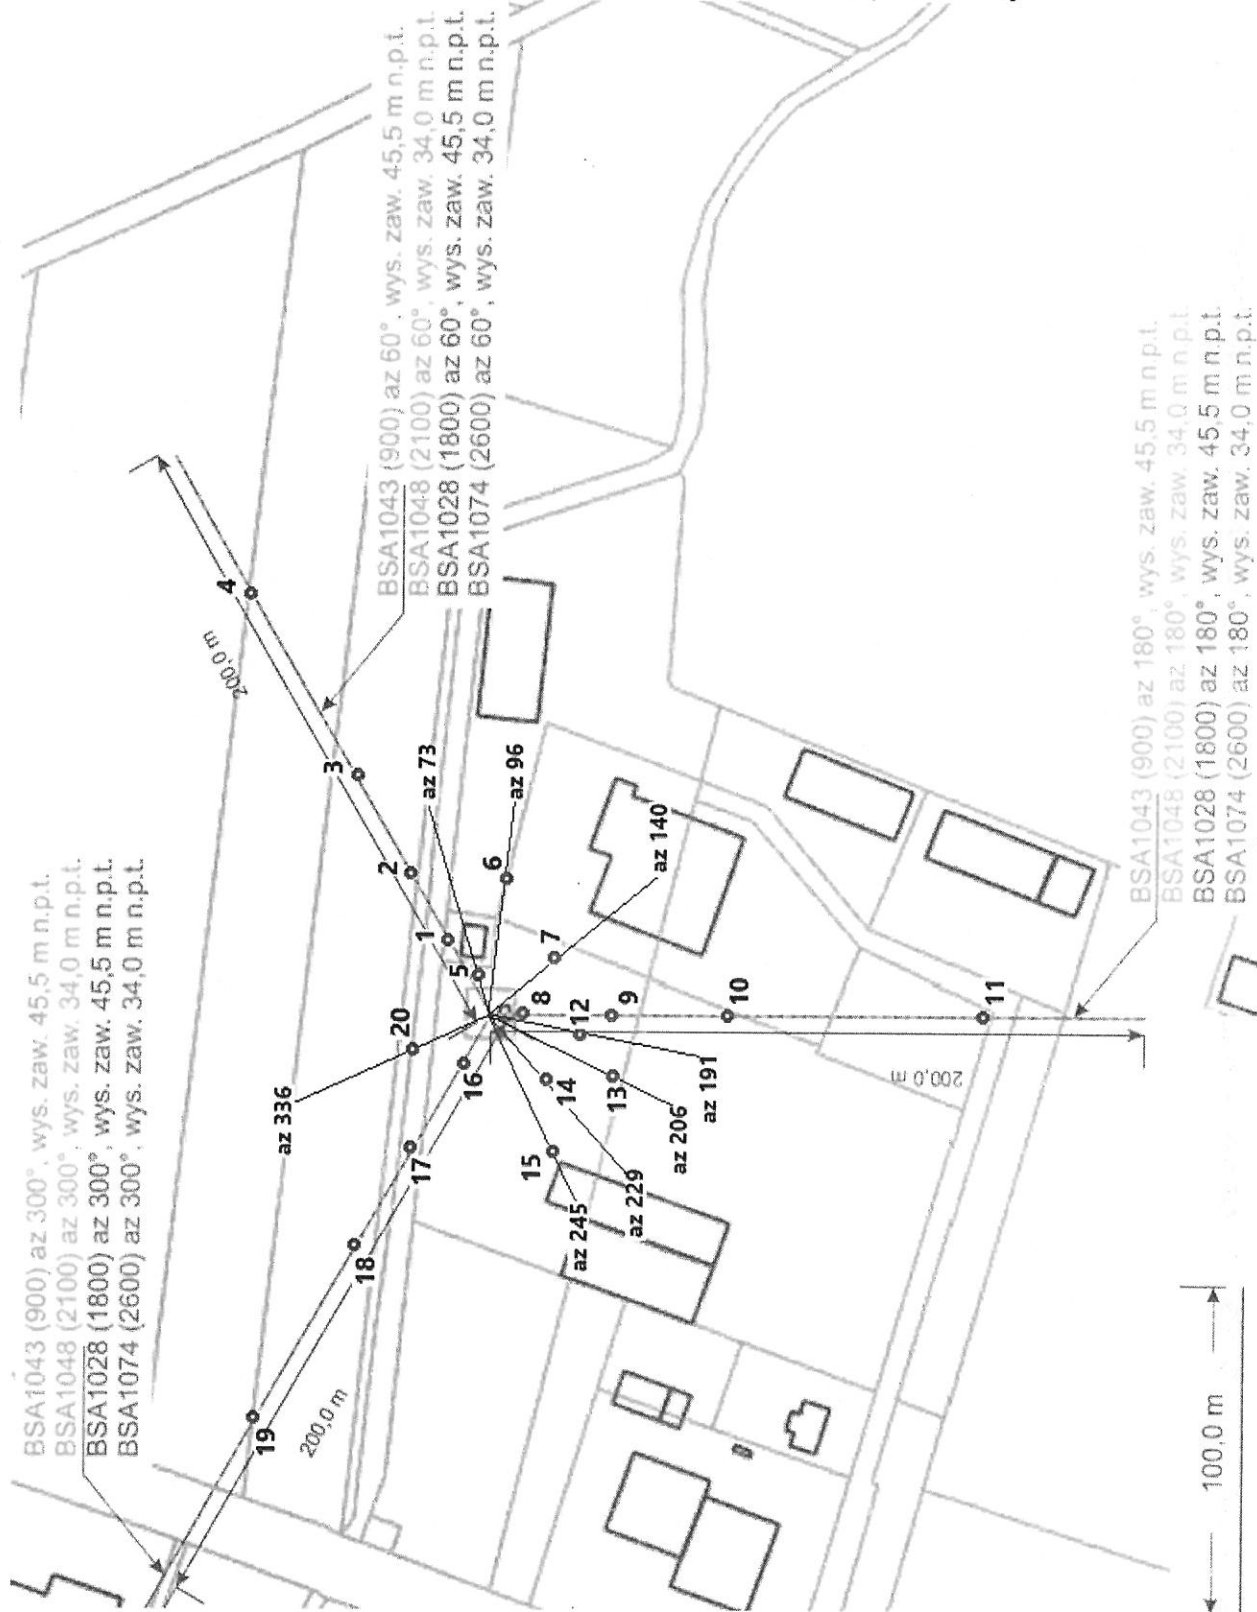 BSA1043 (900) az 300°, wys. zaw. 45,5 m n.p.t.
BSA1048 (2100) az 300°, wys. zaw. 34,0 m n.p.t.
BSA1028 (1800) az 300°, wys. zaw. 45,5 m n.p.t.
BSA1074 (2600) az 300°, wys. zaw. 34,0 m n.p.t.
BSA1043 (900) az 60°, wys. zaw. 45,5 m n.p.t.
BSA1048 (2100) az 60°, wys. zaw. 34,0 m n.p.t.
BSA1028 (1800) az 60°, wys. zaw. 45,5 m n.p.t.
BSA1074 (2600) az 60°, wys. zaw. 34,0 m n.p.t.
4
200,0 m
3
2
az 73
1
az 96
6
5
az 140
7
20
az 336
16
17
18
19
200,0 m
8
12
9
10
11
14
13
15
az 191
az 206
az 229
az 245
200,0 m
BSA1043 (900) az 180°, wys. zaw. 45,5 m n.p.t.
BSA1048 (2100) az 180°, wys. zaw. 34,0 m n.p.t.
BSA1028 (1800) az 180°, wys. zaw. 45,5 m n.p.t.
BSA1074 (2600) az 180°, wys. zaw. 34,0 m n.p.t.
100,0 m